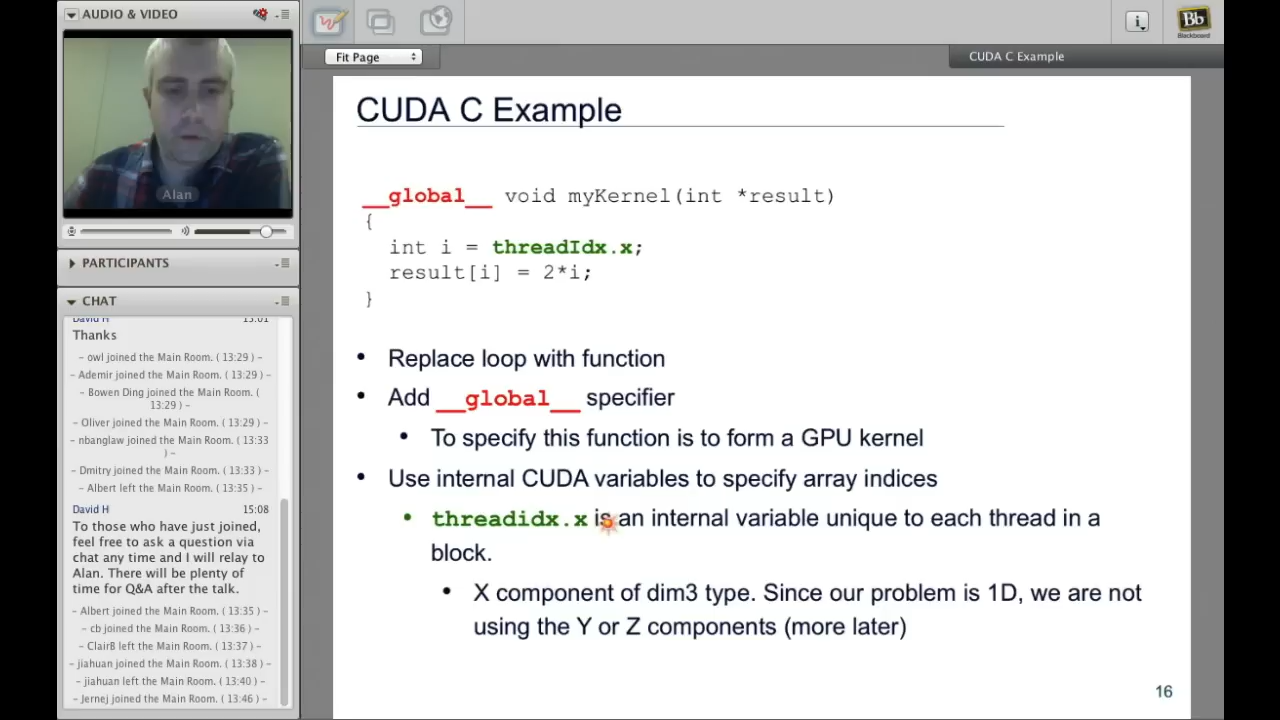 AUDIO & VIDEO
Alan
PARTICIPANTS
CHAT
David H 15:01
Thanks
– owl joined the Main Room. ( 13:29 ) –
– Ademir joined the Main Room. ( 13:29 ) –
– Bowen Ding joined the Main Room. (
13:29 ) –
– Oliver joined the Main Room. ( 13:29 ) –
– nbanglaw joined the Main Room. ( 13:33
) –
– Dmitry joined the Main Room. ( 13:33 ) –
– Albert left the Main Room. ( 13:35 ) –
David H 15:08
To those who have just joined,
feel free to ask a question via
chat any time and I will relay to
Alan. There will be plenty of
time for Q&A after the talk.
– Albert joined the Main Room. ( 13:35 ) –
– cb joined the Main Room. ( 13:36 ) –
– ClairB left the Main Room. ( 13:37 ) –
– jiahuan joined the Main Room. ( 13:38 ) –
– jiahuan left the Main Room. ( 13:40 ) –
– Jernej joined the Main Room. ( 13:46 ) –
i
Bb
Blackboard
Fit Page
CUDA C Example
CUDA C Example
__global__ void myKernel(int *result)
{
int i = threadIdx.x;
result[i] = 2*i;
}
• Replace loop with function
• Add __global__ specifier
• To specify this function is to form a GPU kernel
• Use internal CUDA variables to specify array indices
• threadidx.x is an internal variable unique to each thread in a
block.
• X component of dim3 type. Since our problem is 1D, we are not
using the Y or Z components (more later)
16